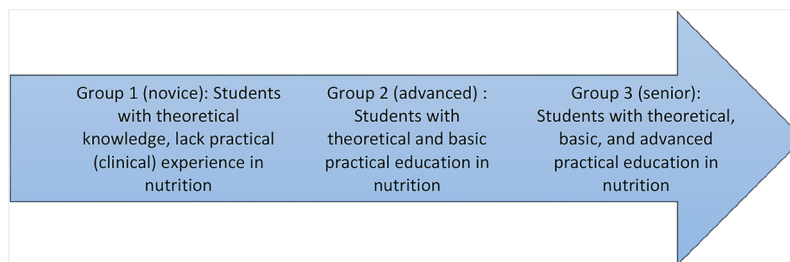 Group 1 (novice): Students
with theoretical
knowledge, lack practical
(clinical) experience in
nutrition
Group 2 (advanced) :
Students with
theoretical and basic
practical education in
nutrition
Group 3 (senior):
Students with theoretical,
basic, and advanced
practical education in
nutrition